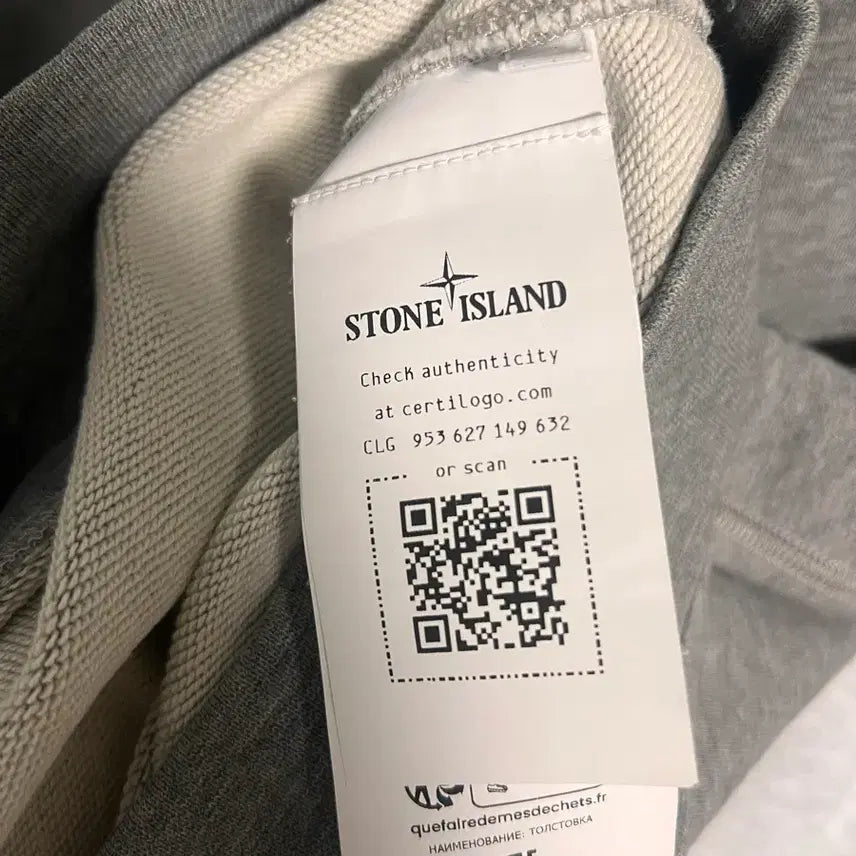 STONE ISLAND
Check authenticity
at certilogo.com
CLG 953 627 149 632
or scan
quefairedemesdechets.fr
НАИМЕНОВАНИЕ: ТОЛСТОВКА